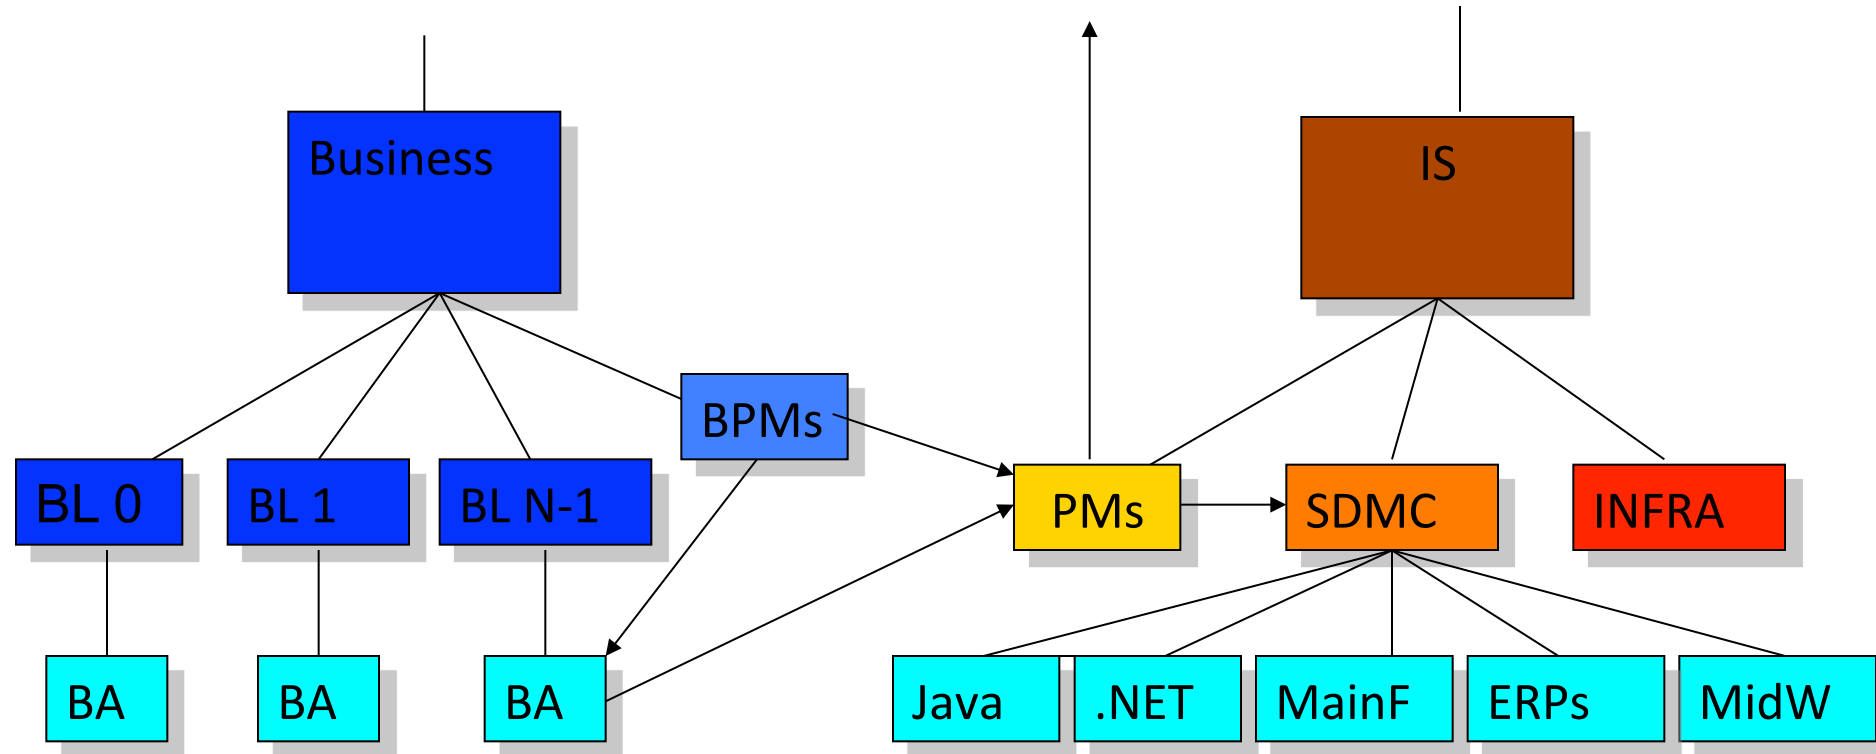 Business
IS
BPMs
BL 0
BL 1
BL N-1
PMs
SDMC
INFRA
BA
BA
BA
Java
.NET
MainF
ERPs
MidW